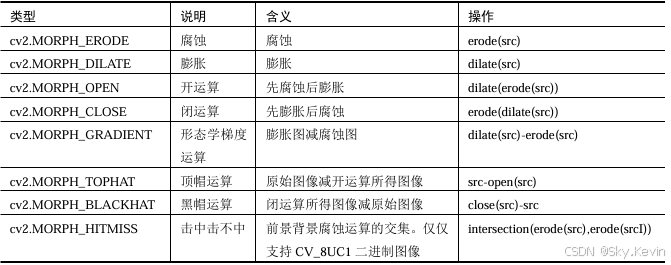 类型 说明 含义 操作
cv2.MORPH_ERODE 腐蚀 腐蚀 erode(src)
cv2.MORPH_DILATE 膨胀 膨胀 dilate(src)
cv2.MORPH_OPEN 开运算 先腐蚀后膨胀 dilate(erode(src))
cv2.MORPH_CLOSE 闭运算 先膨胀后腐蚀 erode(dilate(src))
cv2.MORPH_GRADIENT 形态学梯度 膨胀图减腐蚀图 dilate(src)-erode(src)
运算
cv2.MORPH_TOPHAT 顶帽运算 原始图像减开运算所得图像 src-open(src)
cv2.MORPH_BLACKHAT 黑帽运算 闭运算所得图像减原始图像 close(src)-src
cv2.MORPH_HITMISS 击中击不中 前景背景腐蚀运算的交集。仅仅 intersection(erode(src),erode(srcI))
支持 CV_8UC1 二进制图像
CSDN @Sky.Kevin